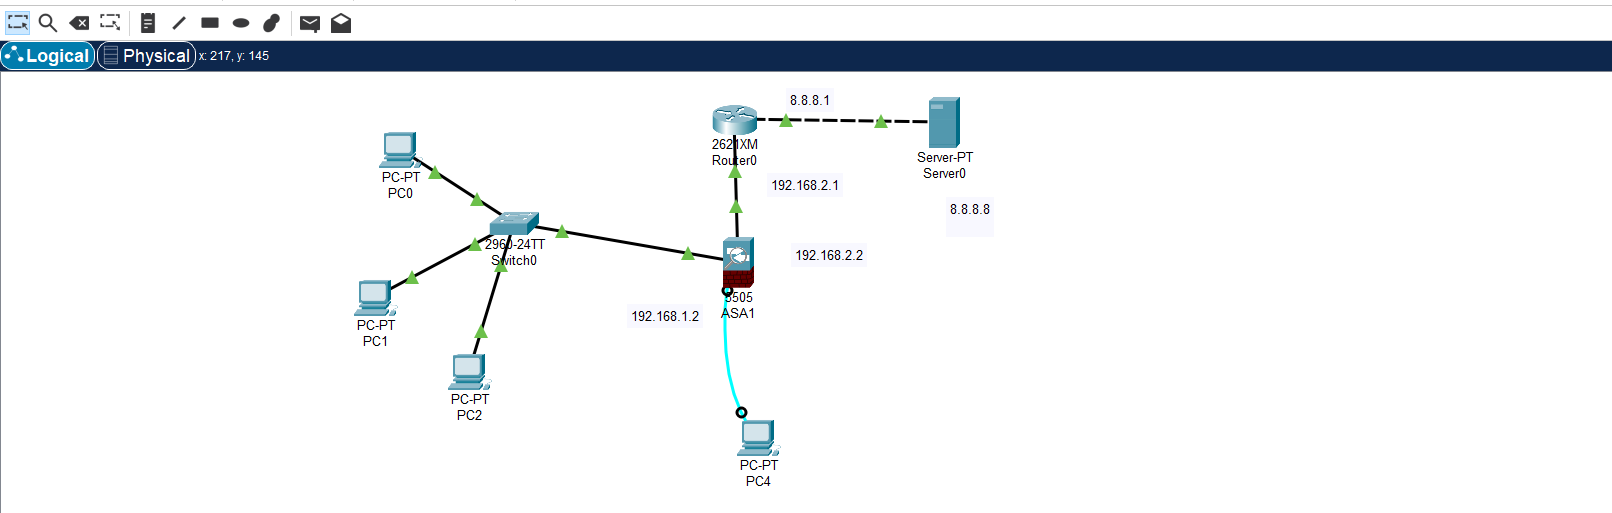 Logical
Physical
x: 217, y: 145
8.8.8.1
2621XM
Router0
Server-PT
Server0
PC-PT
PC0
192.168.2.1
8.8.8.8
2960-24TT
Switch0
192.168.2.2
5505
ASA1
192.168.1.2
PC-PT
PC1
PC-PT
PC2
PC-PT
PC4